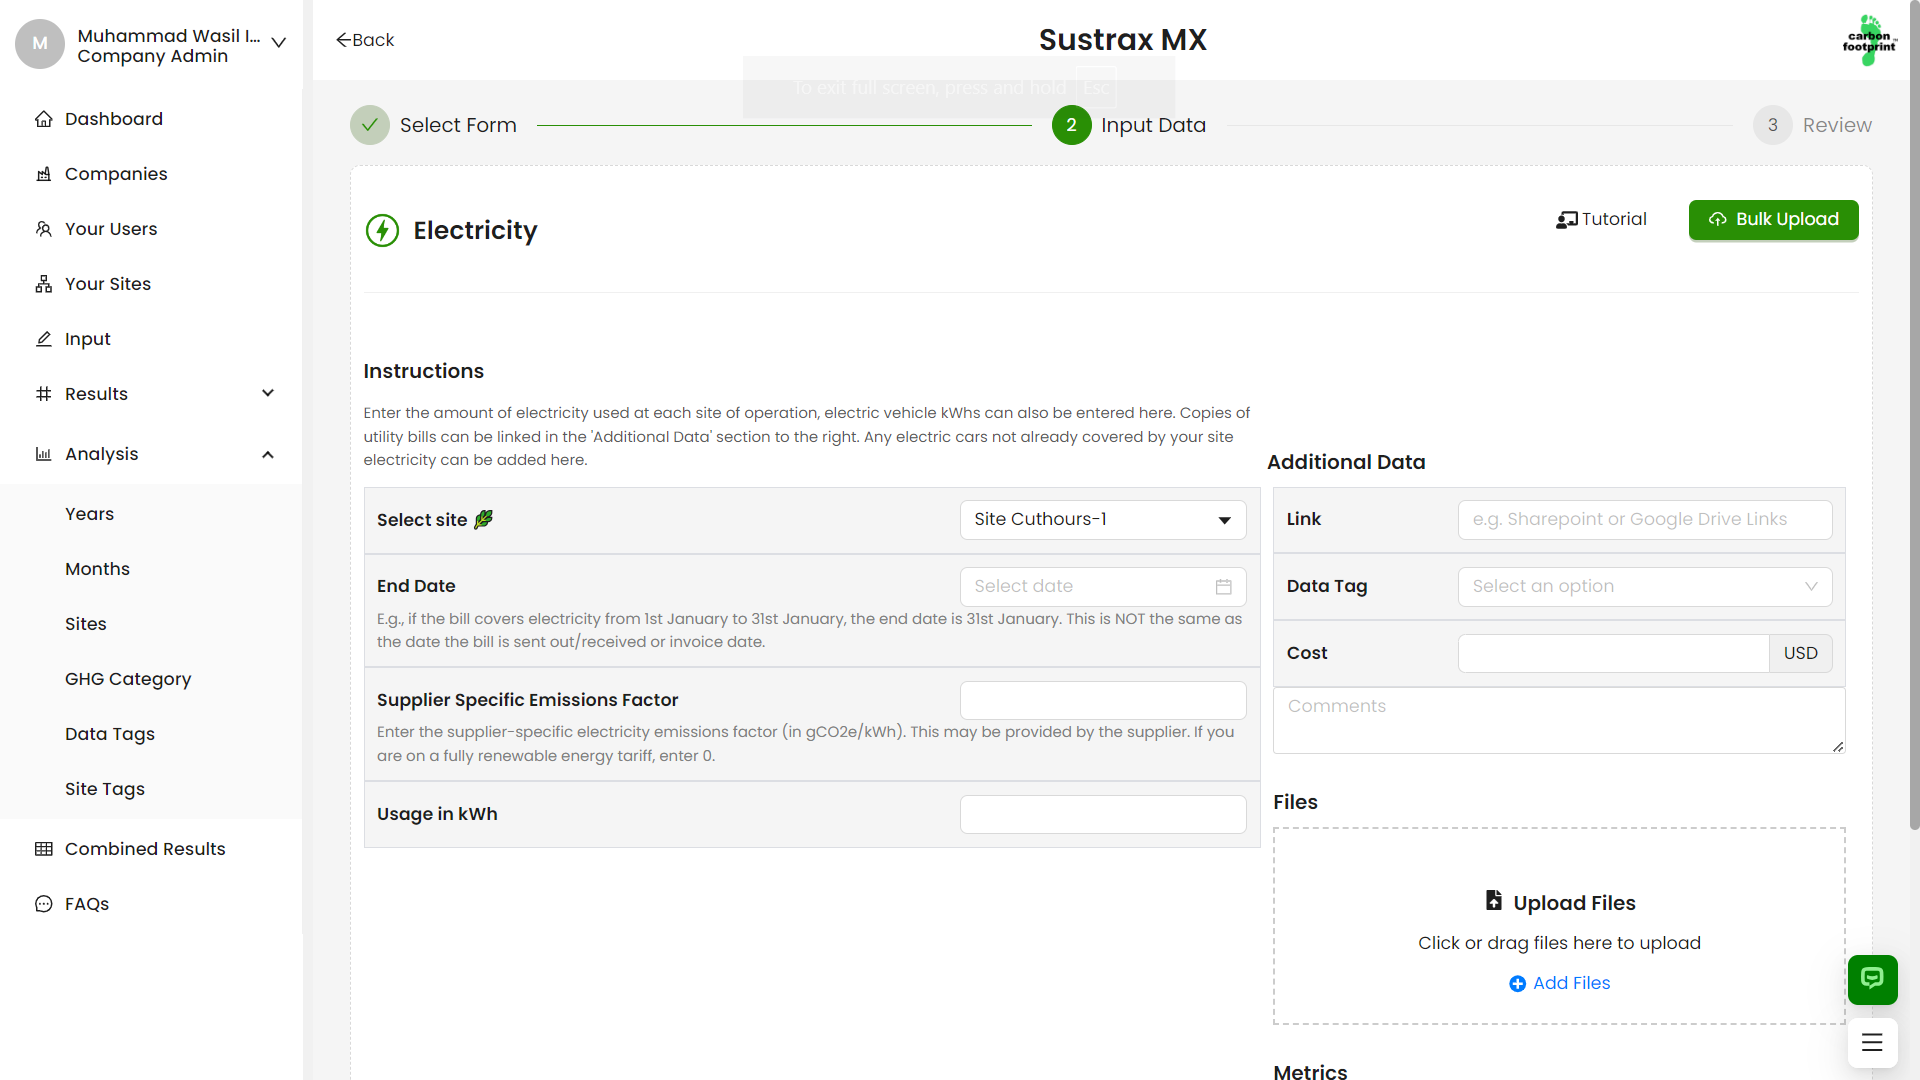 M
Muhammad Wasil I...
Company Admin
Dashboard
Companies
Your Users
Your Sites
Input
Results
Analysis
Years
Months
Sites
GHG Category
Data Tags
Site Tags
Combined Results
FAQs
Back
Sustrax MX
carbon
footprint™
To exit full screen, press and hold Esc
Select Form
2 Input Data
3 Review
Electricity
Tutorial
Bulk Upload
Instructions
Enter the amount of electricity used at each site of operation, electric vehicle kWhs can also be entered here. Copies of
utility bills can be linked in the 'Additional Data' section to the right. Any electric cars not already covered by your site
electricity can be added here.
Select site
Site Cuthours-1
End Date
Select date
E.g., if the bill covers electricity from 1st January to 31st January, the end date is 31st January. This is NOT the same as
the date the bill is sent out/received or invoice date.
Supplier Specific Emissions Factor
Enter the supplier-specific electricity emissions factor (in gCO2e/kWh). This may be provided by the supplier. If you
are on a fully renewable energy tariff, enter 0.
Usage in kWh
Additional Data
Link
e.g. Sharepoint or Google Drive Links
Data Tag
Select an option
Cost
USD
Comments
Files
Upload Files
Click or drag files here to upload
Add Files
Metrics